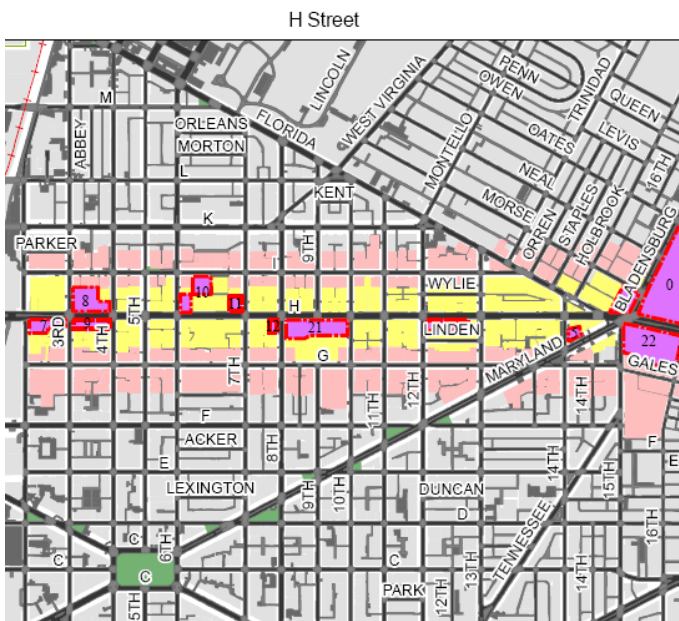 H Street
PENN
OWEN
TRINIDAD
LINCOLN
WEST VIRGINIA
QUEEN
M
ORLEANS
FLORIDA
ABBEY
MORTON
MONTELLO
OATES
LEVIS
L
NEAL
16TH
KENT
MORSE
STAPLES
HOLBROOK
K
ORREN
PARKER
9TH
BLADENSBURG
I
WYLIE
0
10
8
11
5TH
H
7
9
12
21
LINDEN
3RD
4TH
22
MARYLAND
G
GALES
7TH
12TH
11TH
14TH
F
ACKER
F
8TH
E
14TH
E
15TH
LEXINGTON
9TH
10TH
DUNCAN
D
TENNESSEE
16TH
C
6TH
C
C
13TH
C
14TH
PARK
5TH
12TH